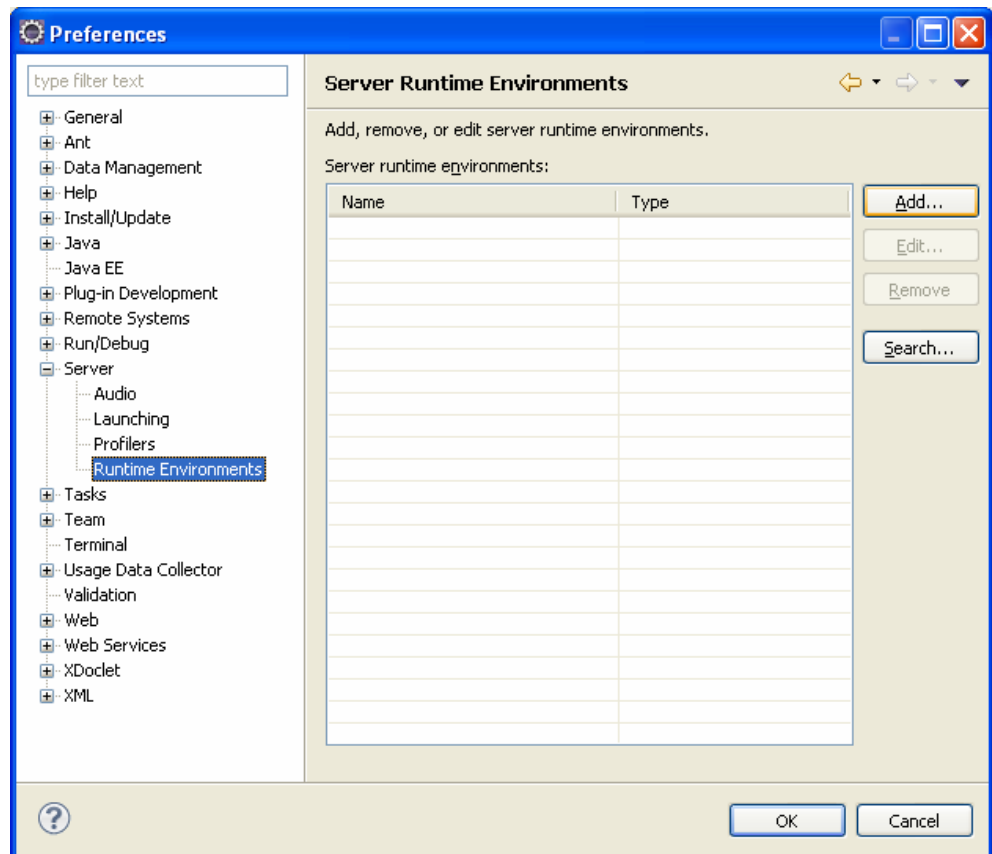 Preferences
type filter text
General
Ant
Data Management
Help
Install/Update
Java
Java EE
Plug-in Development
Remote Systems
Run/Debug
Server
Audio
Launching
Profilers
Runtime Environments
Tasks
Team
Terminal
Usage Data Collector
Validation
Web
Web Services
XDoclet
XML
Server Runtime Environments
Add, remove, or edit server runtime environments.
Server runtime environments:
Name Type
Add...
Edit...
Remove
Search...
?
OK Cancel